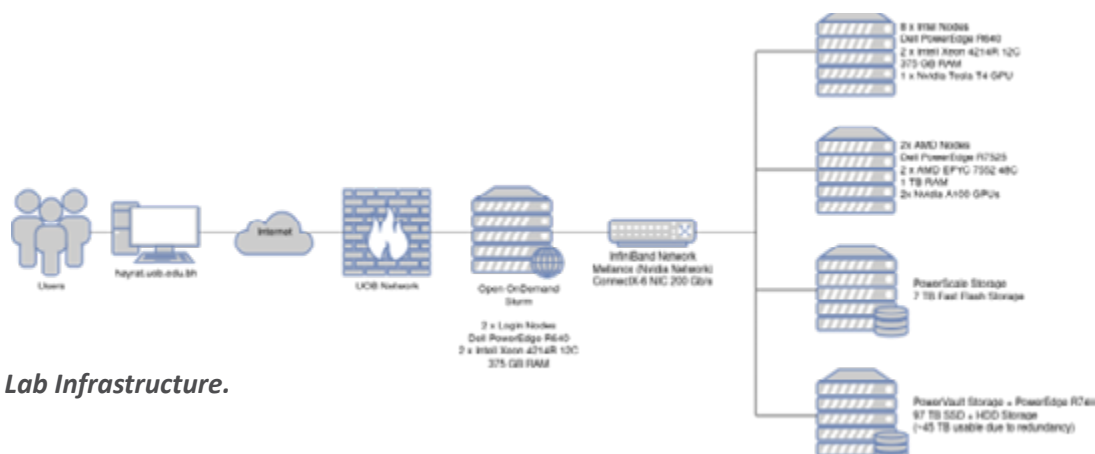 Users
hayrat.uob.edu.bh
Internet
UOB Network
Open OnDemand
Slurm
2 x Login Nodes
Dell PowerEdge R640
2 x Intel Xeon 4214R 12C
375 GB RAM
InfiniBand Network
Mellanox (Nvidia Network)
ConnectX-6 NIC 200 Gb/s
8 x Intel Nodes
Dell PowerEdge R640
2 x Intel Xeon 4214R 12C
375 GB RAM
1 x Nvidia Tesla T4 GPU
2x AMD Nodes
Dell PowerEdge R7525
2 x AMD EPYC 7552 48C
1 TB RAM
2x Nvidia A100 GPUs
PowerScale Storage
7 TB Fast Flash Storage
PowerVault Storage + PowerEdge
97 TB SSD + HDD Storage
(~45 TB usable due to redundancy)
Lab Infrastructure.